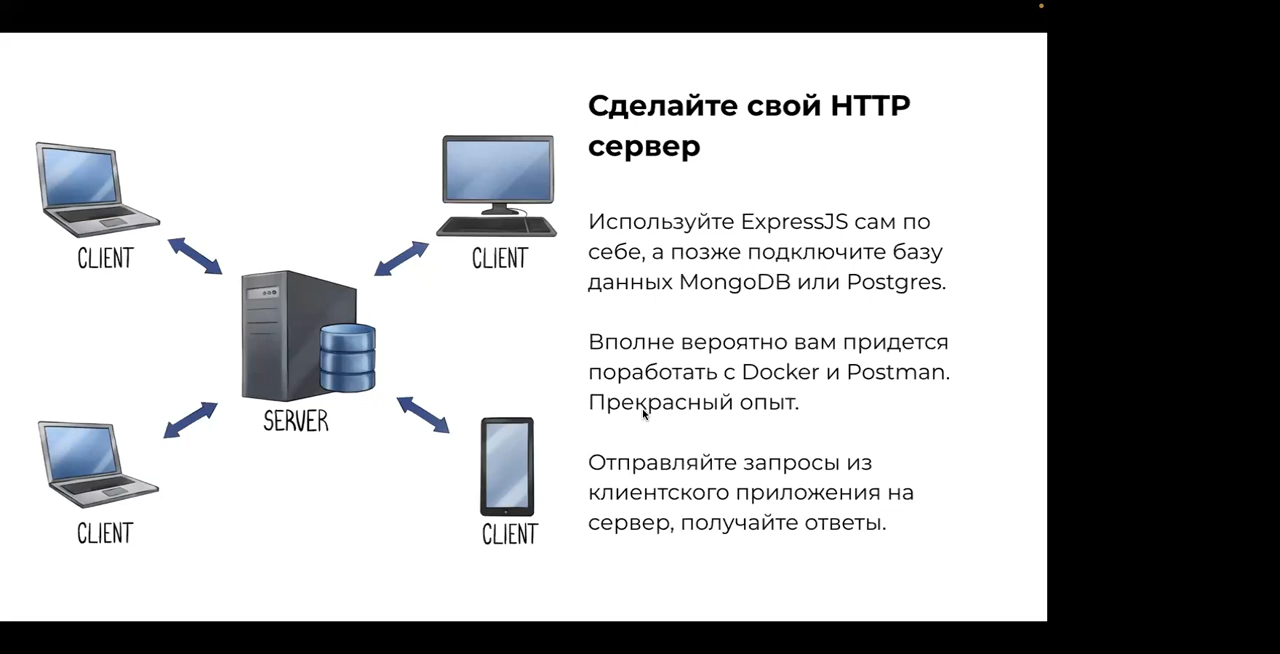 Сделайте свой HTTP
сервер
Используйте ExpressJS сам по
себе, а позже подключите базу
данных MongoDB или Postgres.
Вполне вероятно вам придется
поработать с Docker и Postman.
Прекрасный опыт.
Отправляйте запросы из
клиентского приложения на
сервер, получайте ответы.
CLIENT
CLIENT
SERVER
CLIENT
CLIENT